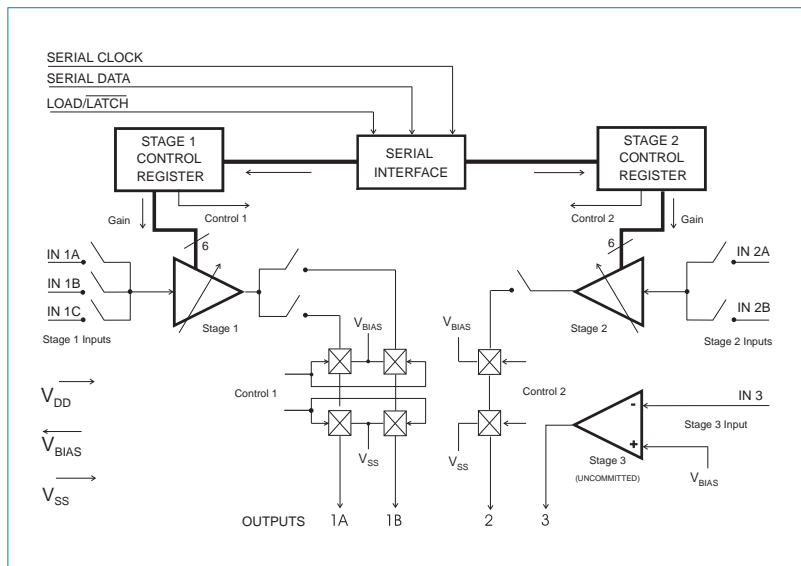 SERIAL CLOCK
SERIAL DATA
LOAD/LATCH
STAGE 1
CONTROL
REGISTER
SERIAL
INTERFACE
STAGE 2
CONTROL
REGISTER
Gain
Control 1
Control 2
Gain
6
6
IN 1A
IN 1B
IN 1C
Stage 1 Inputs
Stage 1
IN 2A
IN 2B
Stage 2
Stage 2 Inputs
VBIAS
VBIAS
Control 1
Control 2
VDD
VBIAS
VSS
VSS
VSS
IN 3
-
+
Stage 3 Input
Stage 3
(UNCOMMITTED)
VBIAS
OUTPUTS 1A 1B 2 3